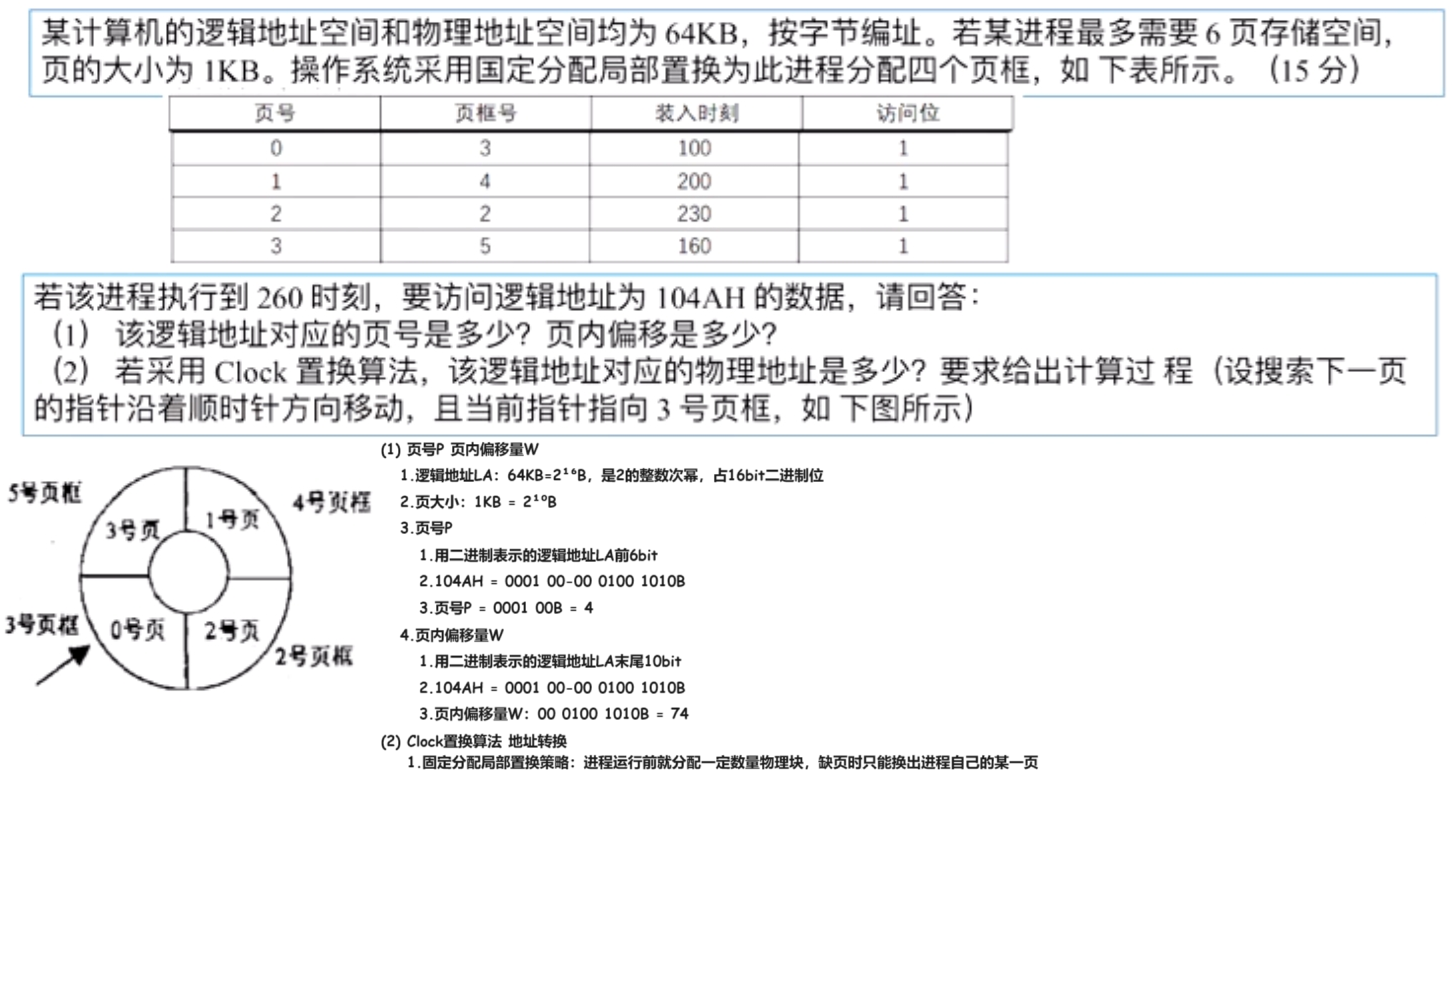 某计算机的逻辑地址空间和物理地址空间均为 64KB，按字节编址。若某进程最多需要 6 页存储空间，
页的大小为 1KB。操作系统采用国定分配局部置换为此进程分配四个页框，如 下表所示。（15 分）
页号 页框号 装入时刻 访问位
0 3 100 1
1 4 200 1
2 2 230 1
3 5 160 1
若该进程执行到 260 时刻，要访问逻辑地址为 104AH 的数据，请回答：
（1） 该逻辑地址对应的页号是多少？页内偏移是多少？
（2） 若采用 Clock 置换算法，该逻辑地址对应的物理地址是多少？要求给出计算过 程（设搜索下一页
的指针沿着顺时针方向移动，且当前指针指向 3 号页框，如 下图所示）
5号页框
4号页框
3号页
1号页
3号页框
0号页
2号页
2号页框
(1) 页号P 页内偏移量W
1.逻辑地址LA：64KB=2¹⁶B，是2的整数次幂，占16bit二进制位
2.页大小：1KB = 2¹⁰B
3.页号P
1.用二进制表示的逻辑地址LA前6bit
2.104AH = 0001 00-00 0100 1010B
3.页号P = 0001 00B = 4
4.页内偏移量W
1.用二进制表示的逻辑地址LA末尾10bit
2.104AH = 0001 00-00 0100 1010B
3.页内偏移量W：00 0100 1010B = 74
(2) Clock置换算法 地址转换
1.固定分配局部置换策略：进程运行前就分配一定数量物理块，缺页时只能换出进程自己的某一页